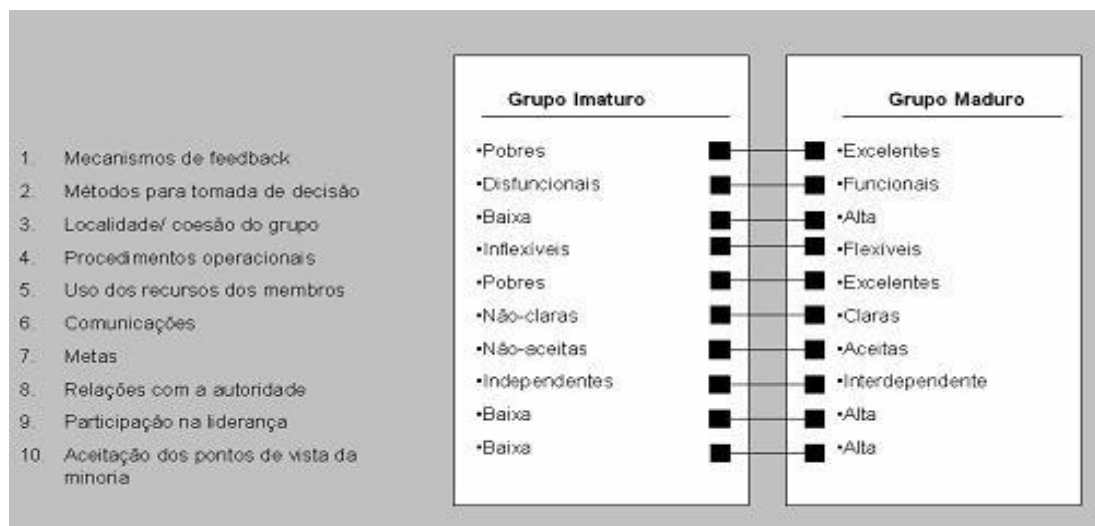 Grupo Imaturo
Grupo Maduro
1. Mecanismos de feedback •Pobres •Excelentes
2. Métodos para tomada de decisão •Disfuncionais •Funcionais
3. Localidade/ coesão do grupo •Baixa •Alta
4. Procedimentos operacionais •Inflexíveis •Flexíveis
5. Uso dos recursos dos membros •Pobres •Excelentes
6. Comunicações •Não-claras •Claras
7. Metas •Não-aceitas •Aceitas
8. Relações com a autoridade •Independentes •Interdependente
9. Participação na liderança •Baixa •Alta
10. Aceitação dos pontos de vista da •Baixa •Alta
minoria